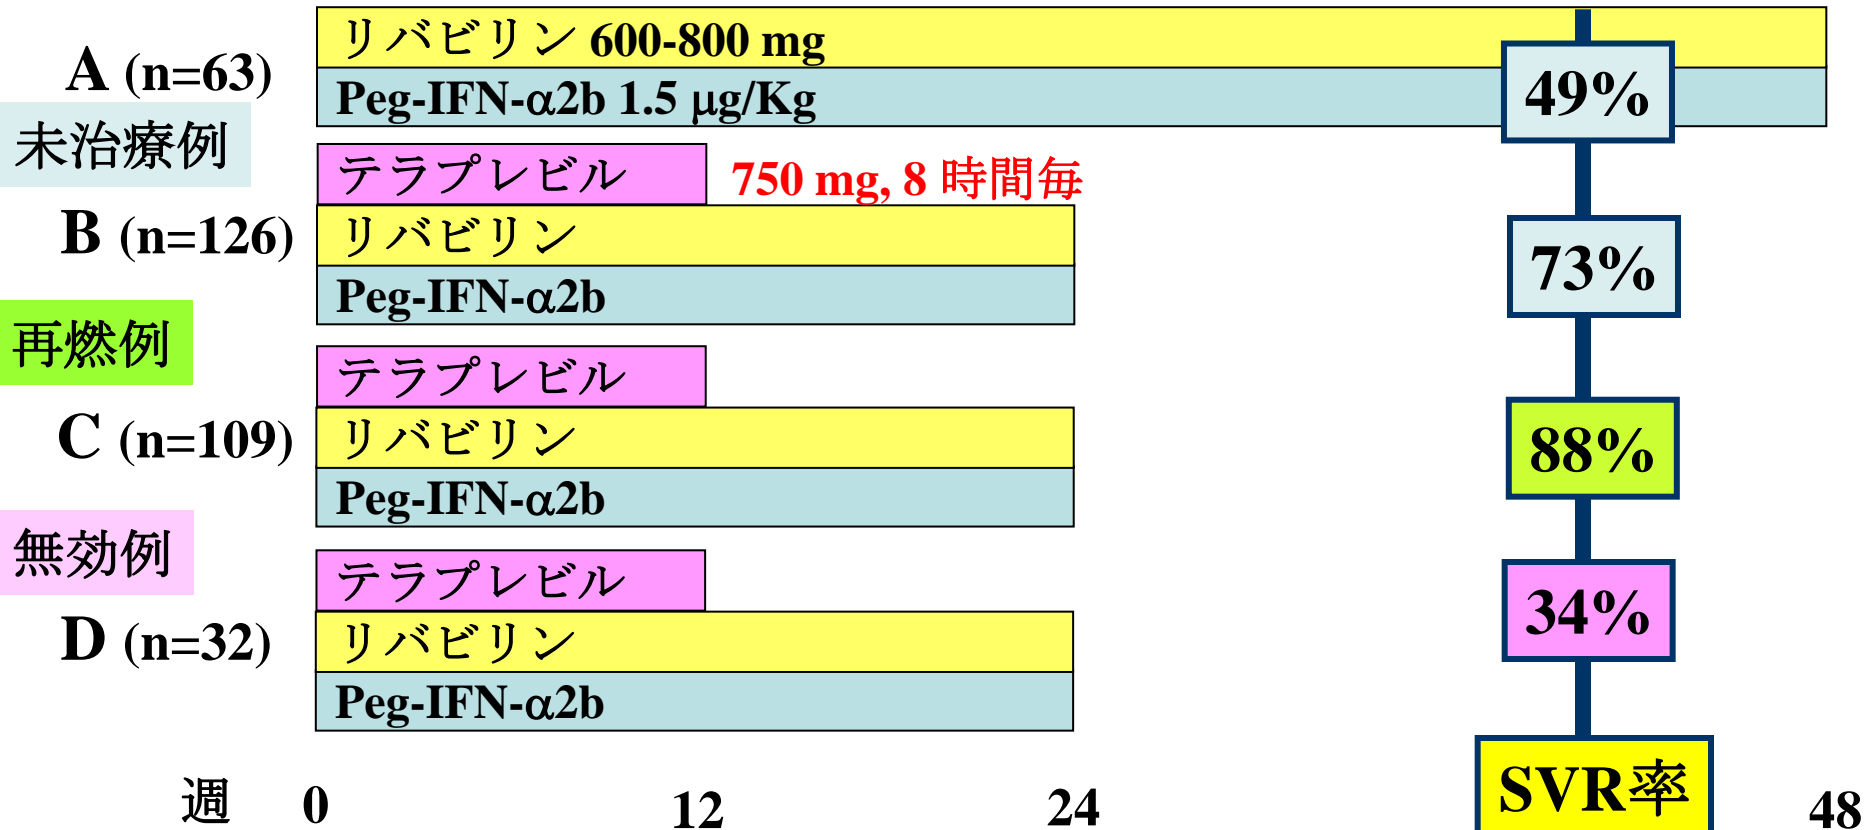 A (n=63)
リバビリン 600-800 mg
Peg-IFN-α2b 1.5 μg/Kg
49%
未治療例
テラプレビル
750 mg, 8 時間毎
B (n=126)
リバビリン
Peg-IFN-α2b
73%
再燃例
テラプレビル
C (n=109)
リバビリン
Peg-IFN-α2b
88%
無効例
テラプレビル
D (n=32)
リバビリン
Peg-IFN-α2b
34%
週 0 12 24 SVR率 48